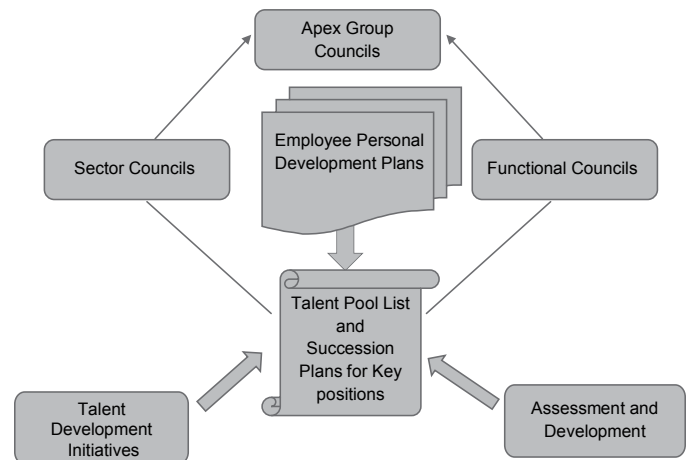 Apex Group
Councils
Employee Personal
Development Plans
Sector Councils
Functional Councils
Talent Pool List
and
Succession
Plans for Key
positions
Talent
Development
Initiatives
Assessment and
Development